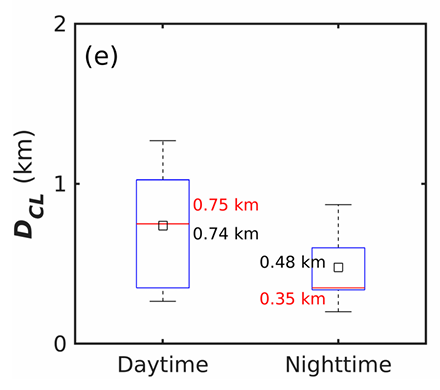 2
(e)
D_CL (km)
1
0.75 km
0.74 km
0.48 km
0.35 km
0
Daytime Nighttime